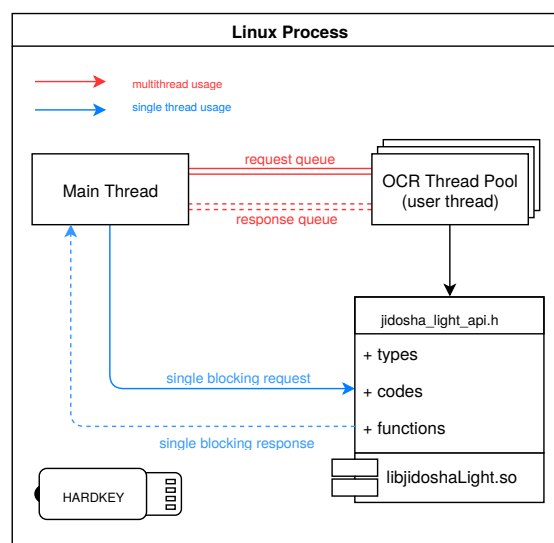 Linux Process
multithread usage
single thread usage
request queue
Main Thread
OCR Thread Pool
(user thread)
response queue
jidosha_light_api.h
+ types
single blocking request
+ codes
+ functions
single blocking response
libjidoshaLight.so
HARDKEY